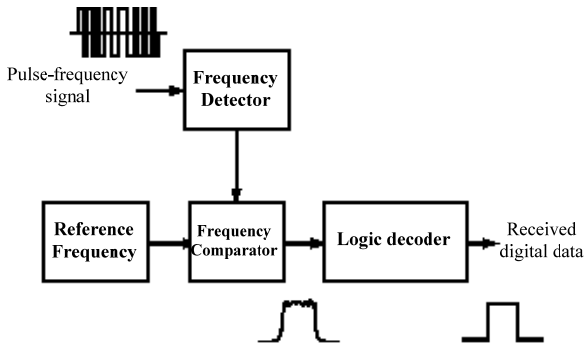 Pulse-frequency
signal
Frequency
Detector
Reference
Frequency
Frequency
Comparator
Logic decoder
Received
digital data